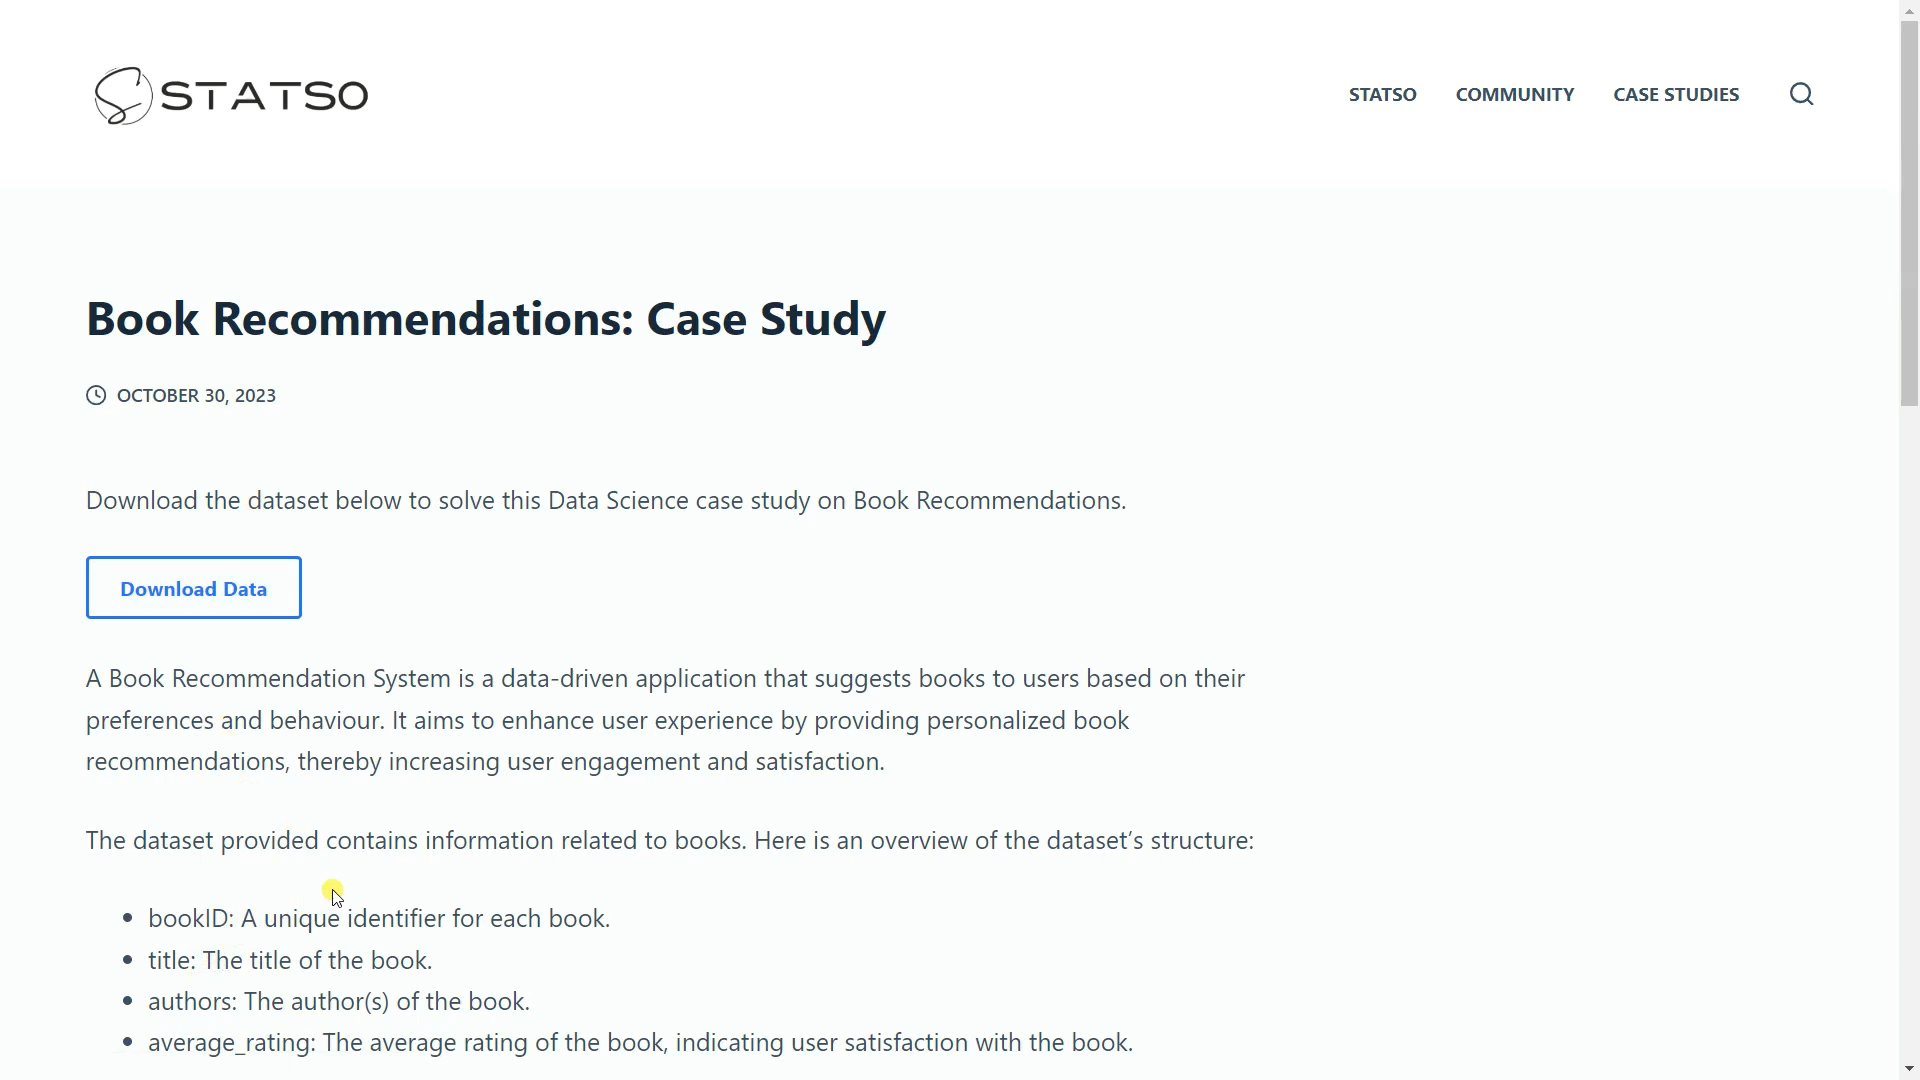 STATSO
STATSO COMMUNITY CASE STUDIES
Book Recommendations: Case Study
OCTOBER 30, 2023
Download the dataset below to solve this Data Science case study on Book Recommendations.
Download Data
A Book Recommendation System is a data-driven application that suggests books to users based on their
preferences and behaviour. It aims to enhance user experience by providing personalized book
recommendations, thereby increasing user engagement and satisfaction.
The dataset provided contains information related to books. Here is an overview of the dataset’s structure:
• bookID: A unique identifier for each book.
• title: The title of the book.
• authors: The author(s) of the book.
• average_rating: The average rating of the book, indicating user satisfaction with the book.